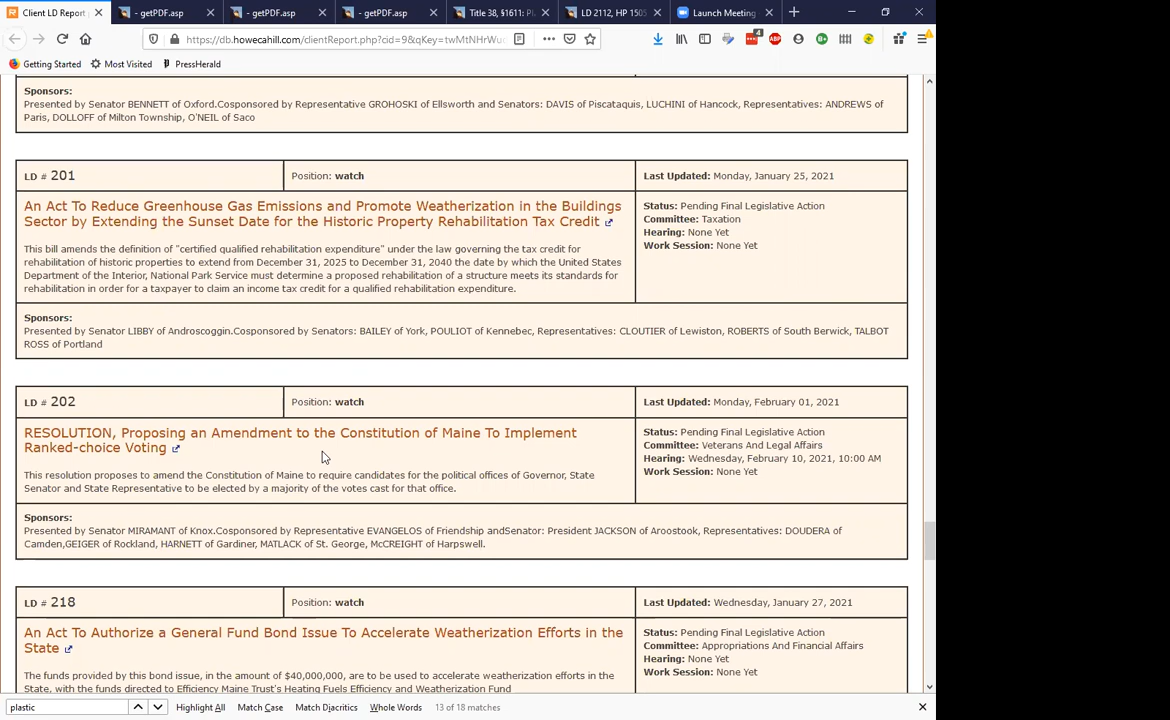 Client LD Report
- getPDF.asp
- getPDF.asp
- getPDF.asp
Title 38, §1611: Pl
LD 2112, HP 1505
Launch Meeting
https://db.howecahill.com/clientReport.php?cid=9&qKey=twMtNHrWu
4
Getting Started
Most Visited
PressHerald
Sponsors:
Presented by Senator BENNETT of Oxford.Cosponsored by Representative GROHOSKI of Ellsworth and Senators: DAVIS of Piscataquis, LUCHINI of Hancock, Representatives: ANDREWS of
Paris, DOLLOFF of Milton Township, O'NEIL of Saco
LD # 201
Position: watch
Last Updated: Monday, January 25, 2021
An Act To Reduce Greenhouse Gas Emissions and Promote Weatherization in the Buildings
Sector by Extending the Sunset Date for the Historic Property Rehabilitation Tax Credit
This bill amends the definition of "certified qualified rehabilitation expenditure" under the law governing the tax credit for
rehabilitation of historic properties to extend from December 31, 2025 to December 31, 2040 the date by which the United States
Department of the Interior, National Park Service must determine a proposed rehabilitation of a structure meets its standards for
rehabilitation in order for a taxpayer to claim an income tax credit for a qualified rehabilitation expenditure.
Status: Pending Final Legislative Action
Committee: Taxation
Hearing: None Yet
Work Session: None Yet
Sponsors:
Presented by Senator LIBBY of Androscoggin.Cosponsored by Senators: BAILEY of York, POULIOT of Kennebec, Representatives: CLOUTIER of Lewiston, ROBERTS of South Berwick, TALBOT
ROSS of Portland
LD # 202
Position: watch
Last Updated: Monday, February 01, 2021
RESOLUTION, Proposing an Amendment to the Constitution of Maine To Implement
Ranked-choice Voting
This resolution proposes to amend the Constitution of Maine to require candidates for the political offices of Governor, State
Senator and State Representative to be elected by a majority of the votes cast for that office.
Status: Pending Final Legislative Action
Committee: Veterans And Legal Affairs
Hearing: Wednesday, February 10, 2021, 10:00 AM
Work Session: None Yet
Sponsors:
Presented by Senator MIRAMANT of Knox.Cosponsored by Representative EVANGELOS of Friendship andSenator: President JACKSON of Aroostook, Representatives: DOUDERA of
Camden,GEIGER of Rockland, HARNETT of Gardiner, MATLACK of St. George, McCREIGHT of Harpswell.
LD # 218
Position: watch
Last Updated: Wednesday, January 27, 2021
An Act To Authorize a General Fund Bond Issue To Accelerate Weatherization Efforts in the
State
The funds provided by this bond issue, in the amount of $40,000,000, are to be used to accelerate weatherization efforts in the
State, with the funds directed to Efficiency Maine Trust's Heating Fuels Efficiency and Weatherization Fund
Status: Pending Final Legislative Action
Committee: Appropriations And Financial Affairs
Hearing: None Yet
Work Session: None Yet
plastic
Highlight All
Match Case
Match Diacritics
Whole Words
13 of 18 matches